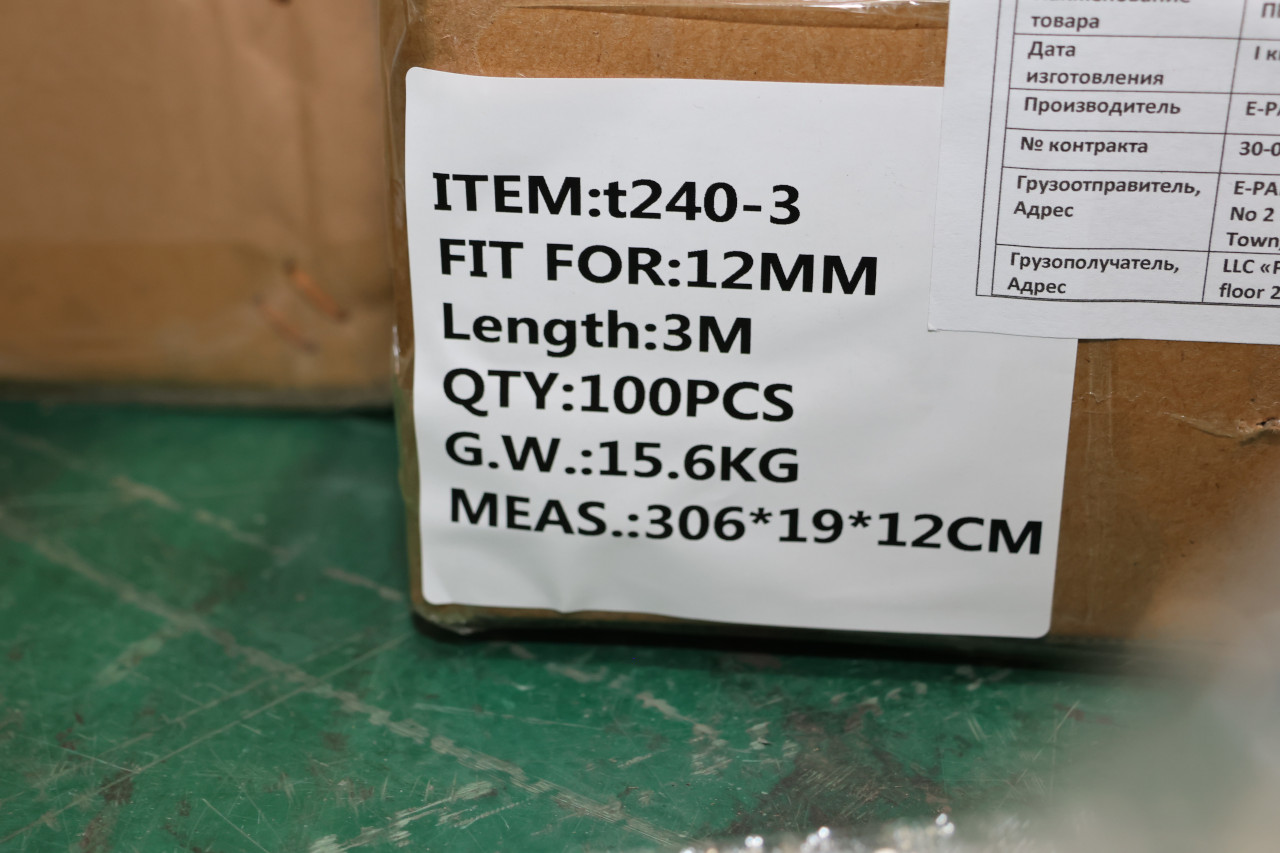 ITEM:t240-3
FIT FOR:12MM
Length:3M
QTY:100PCS
G.W.:15.6KG
MEAS.:306*19*12CM
товара
Дата
изготовления
Производитель
№ контракта
30-0
Грузоотправитель,
Адрес
E-PA
No 2
Town,
Грузополучатель,
Адрес
LLC «
floor 2